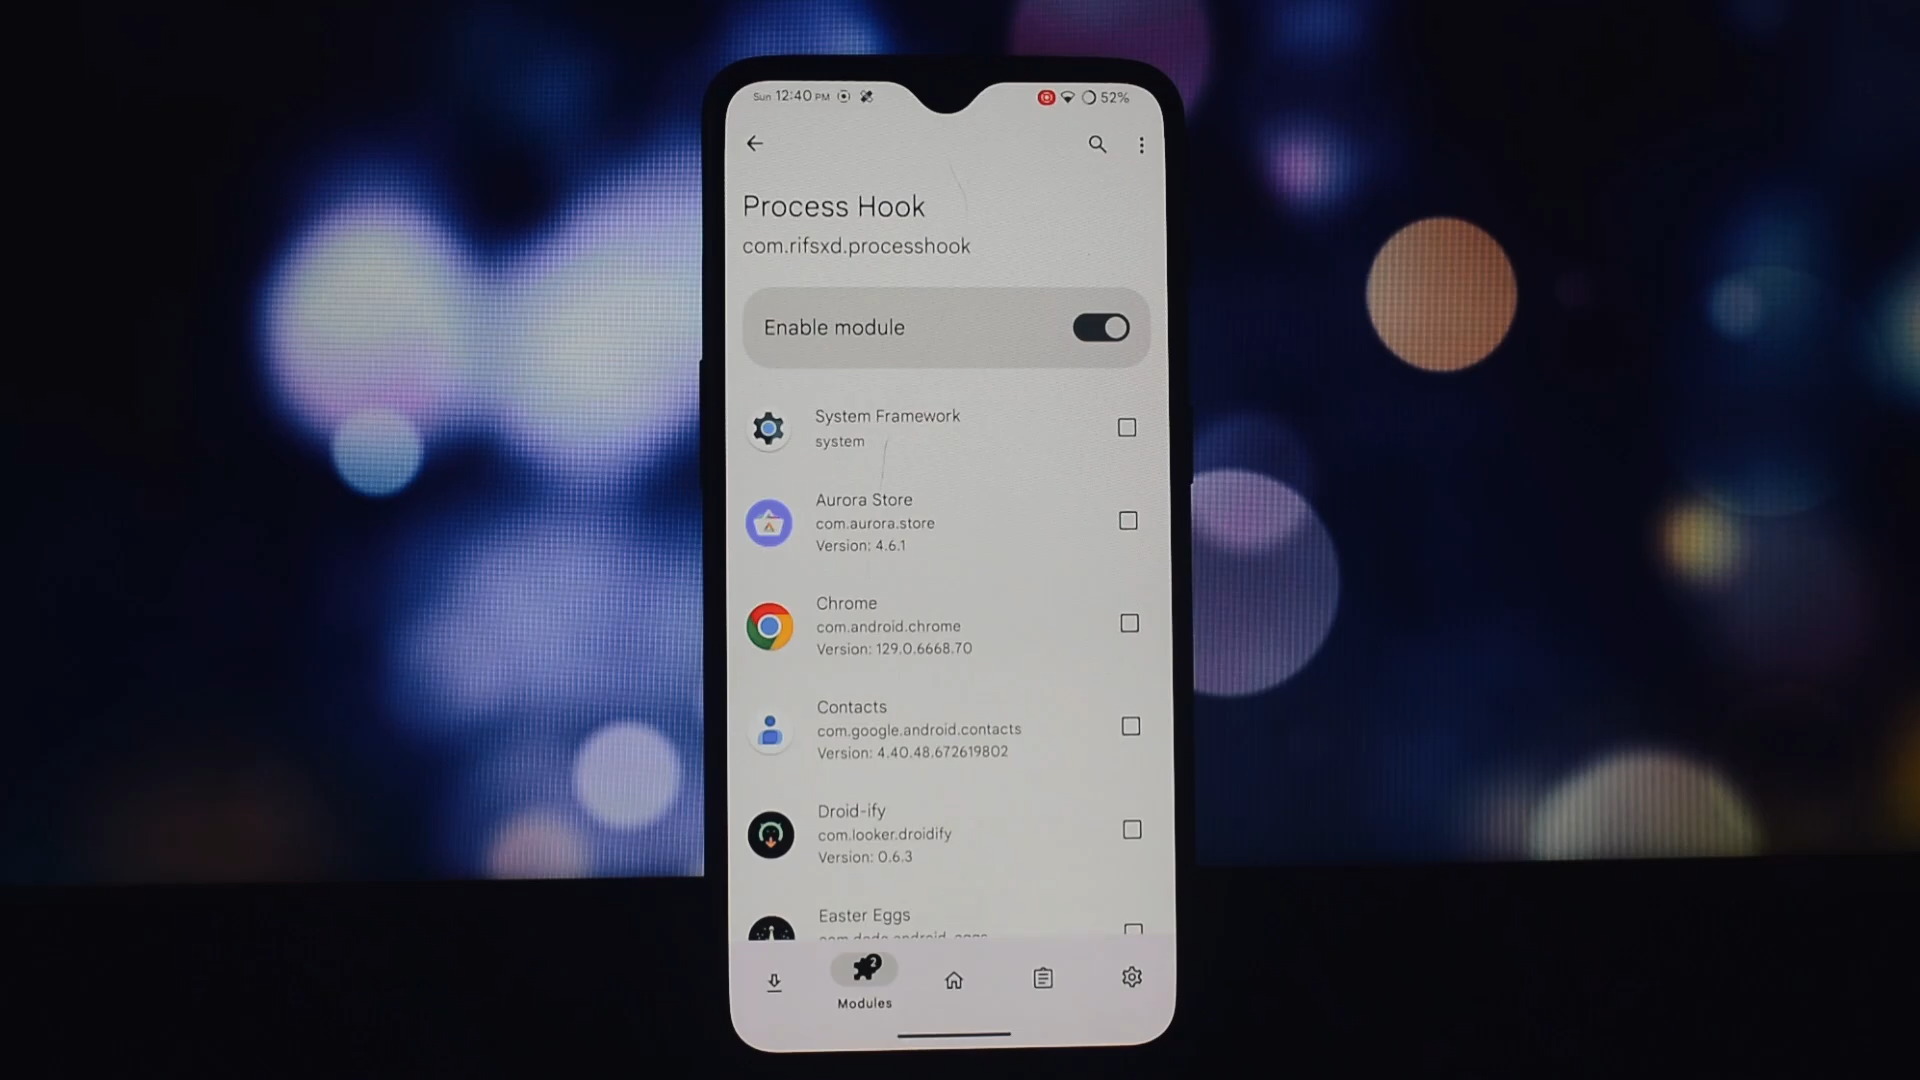 Sun 12:40 PM
52%
Process Hook
com.rifsxd.processhook
Enable module
System Framework
system
Aurora Store
com.aurora.store
Version: 4.6.1
Chrome
com.android.chrome
Version: 129.0.6668.70
Contacts
com.google.android.contacts
Version: 4.40.48.672619802
Droid-ify
com.looker.droidify
Version: 0.6.3
Easter Eggs
2
Modules